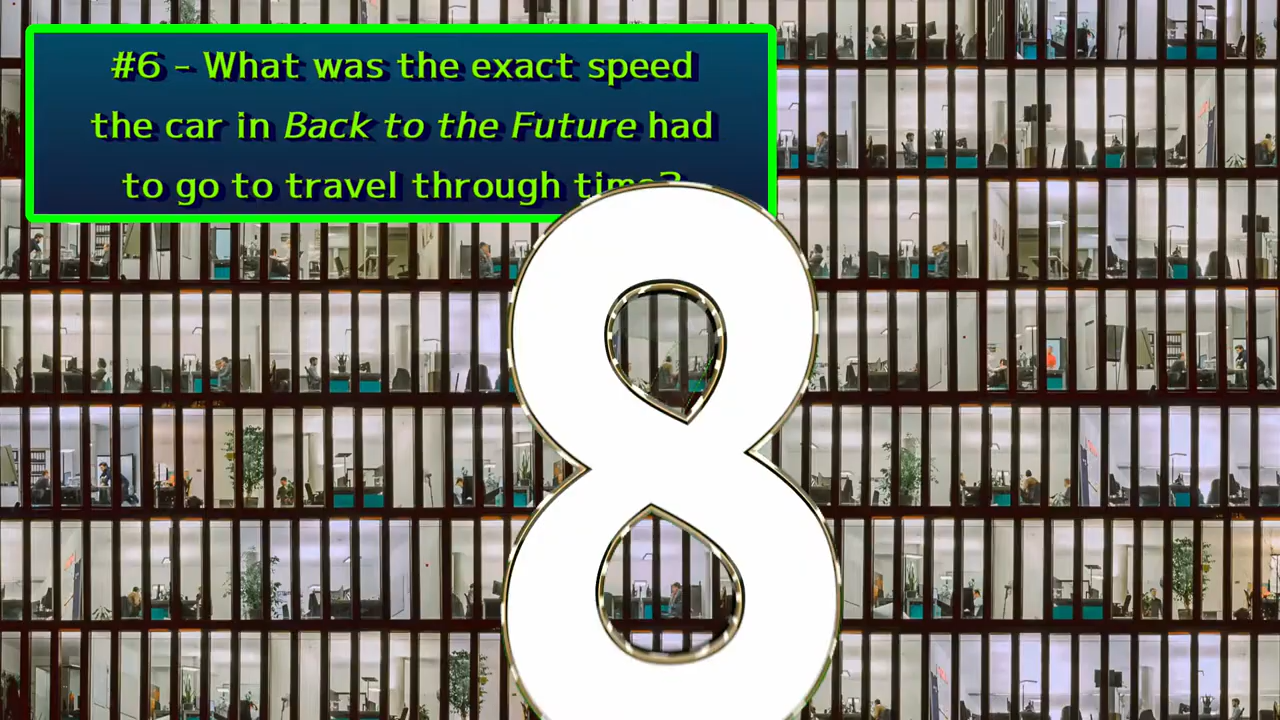 #6 - What was the exact speed
the car in Back to the Future had
to go to travel through time?
8